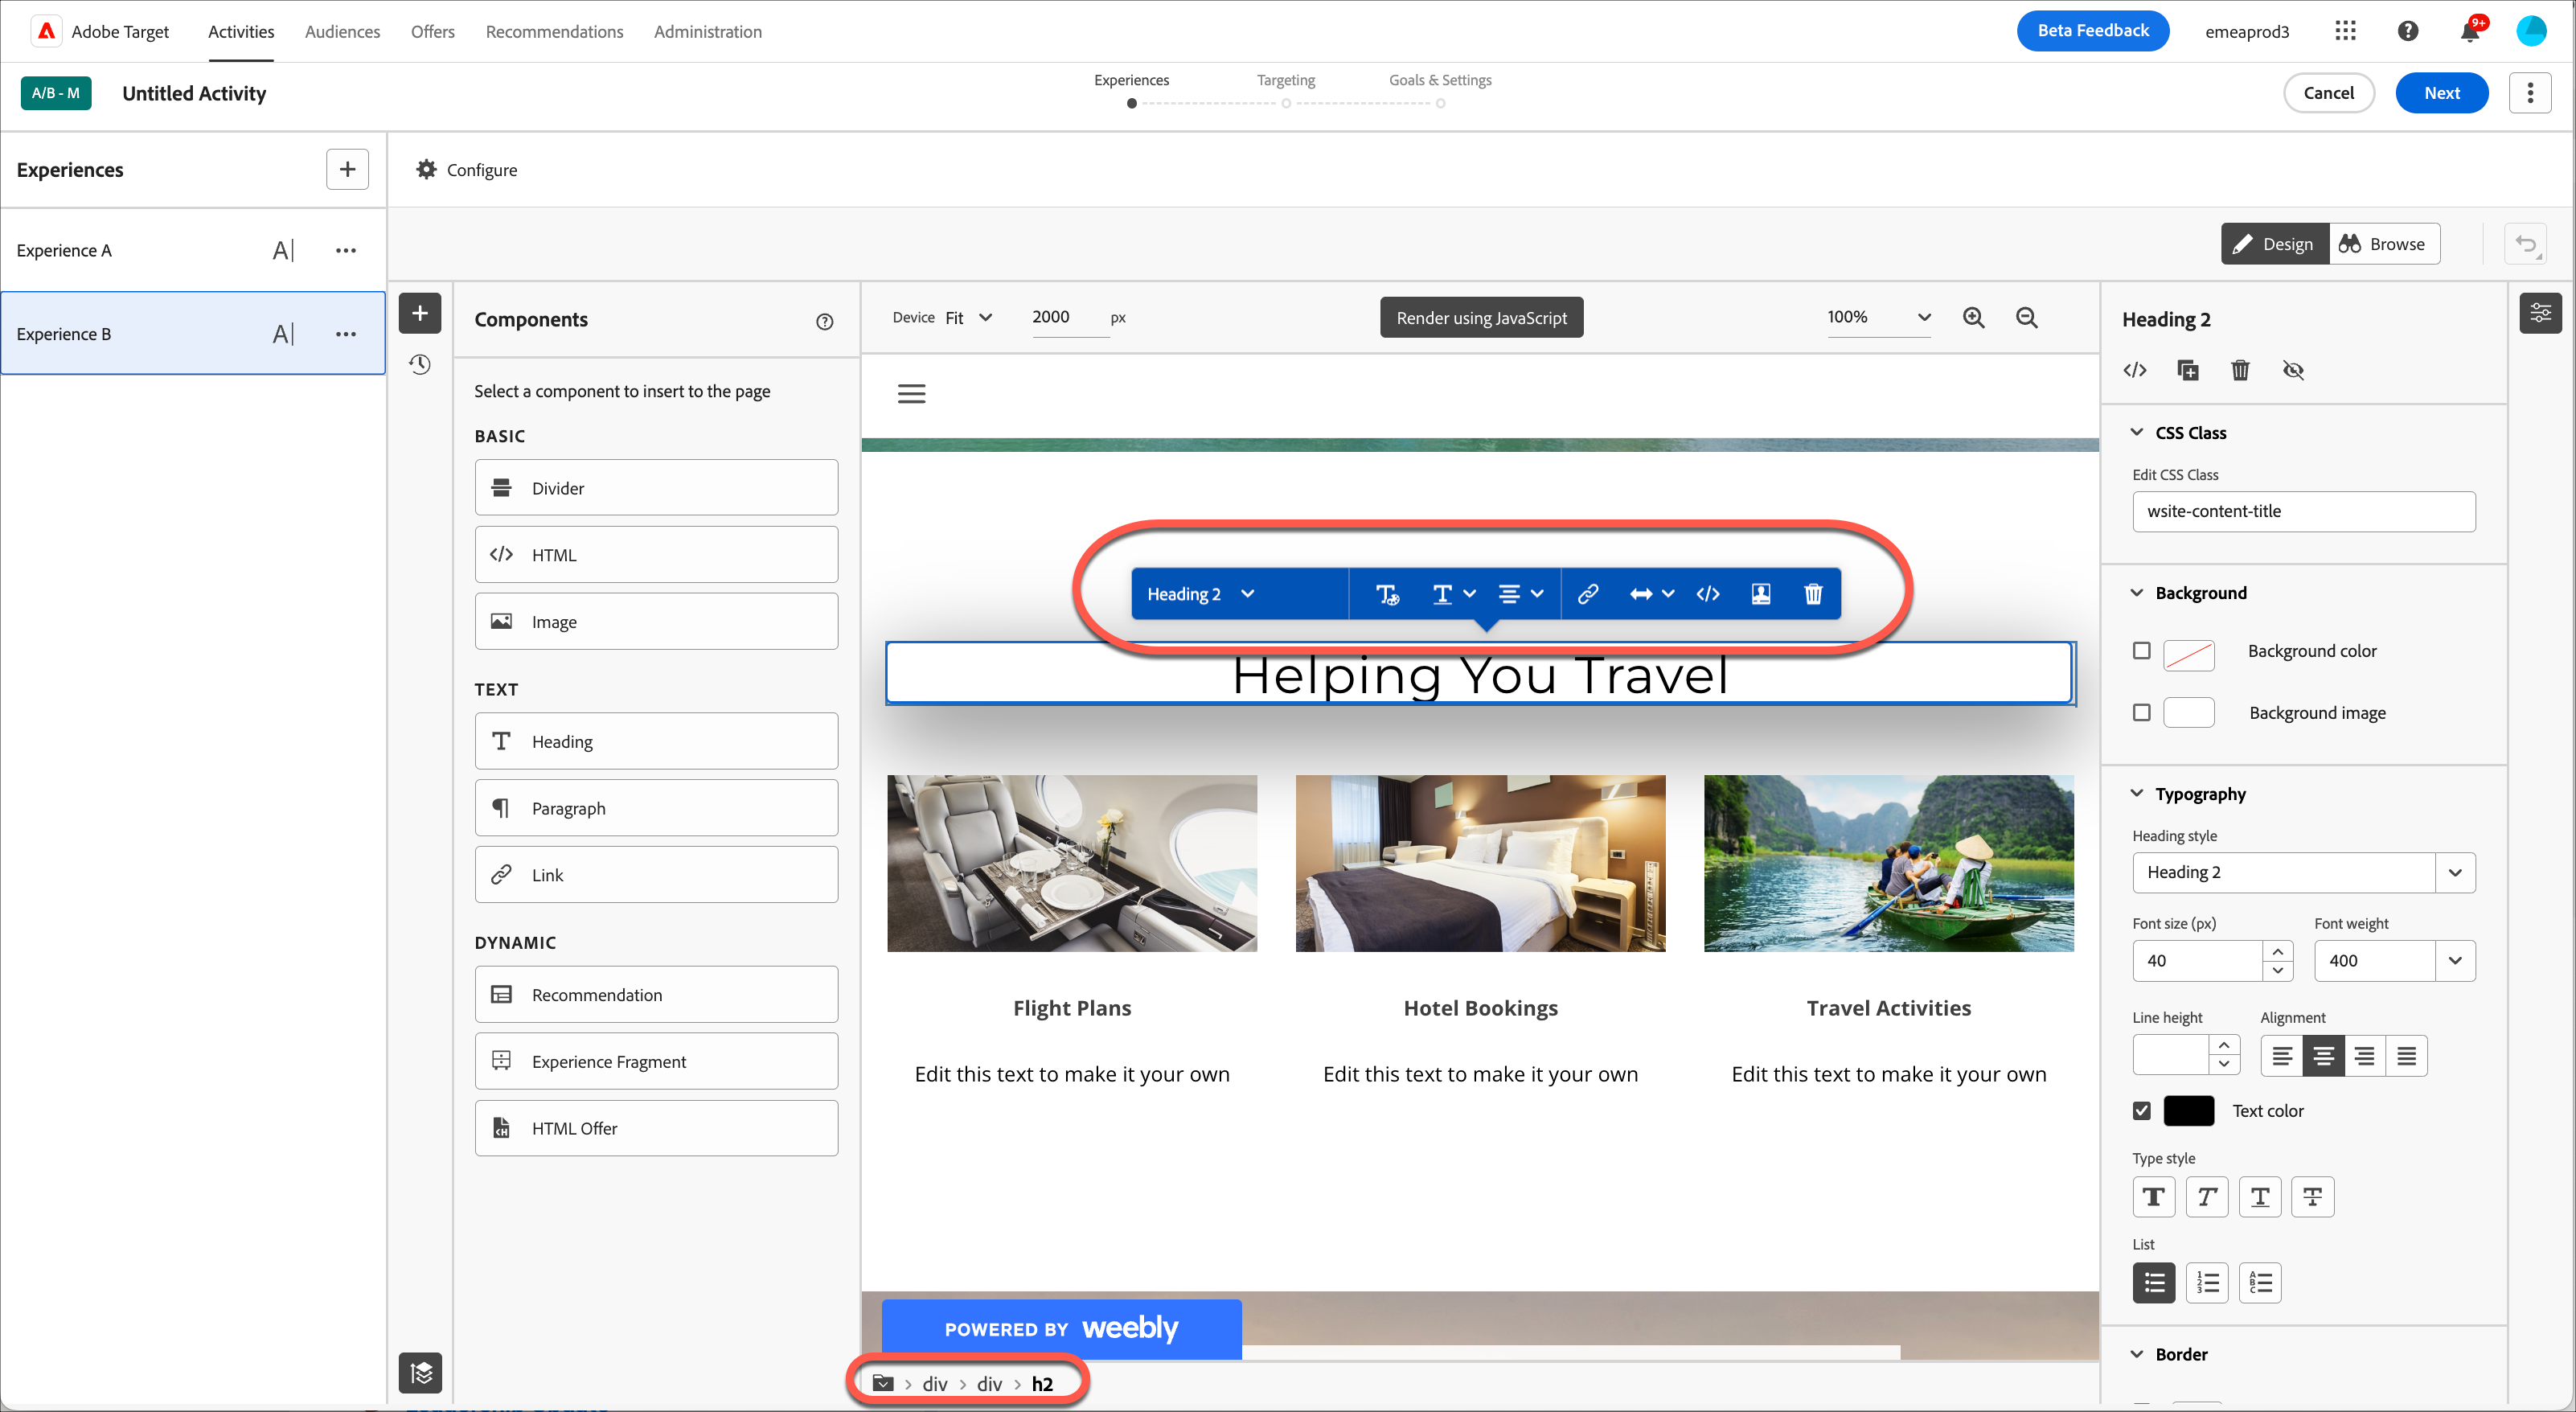 Adobe Target
Activities
Audiences
Offers
Recommendations
Administration
Beta Feedback
emeaprod3
9+
A/B - M
Untitled Activity
Experiences
Targeting
Goals & Settings
Cancel
Next
Experiences
Configure
Experience A
Experience B
Design
Browse
Components
Select a component to insert to the page
BASIC
Divider
HTML
Image
TEXT
Heading
Paragraph
Link
DYNAMIC
Recommendation
Experience Fragment
HTML Offer
Device Fit
2000 px
Render using JavaScript
100%
Heading 2
Helping You Travel
Flight Plans
Hotel Bookings
Travel Activities
Edit this text to make it your own
Edit this text to make it your own
Edit this text to make it your own
POWERED BY weebly
div > div > h2
Heading 2
CSS Class
Edit CSS Class
wsite-content-title
Background
Background color
Background image
Typography
Heading style
Heading 2
Font size (px)
Font weight
40
400
Line height
Alignment
Text color
Type style
List
Border